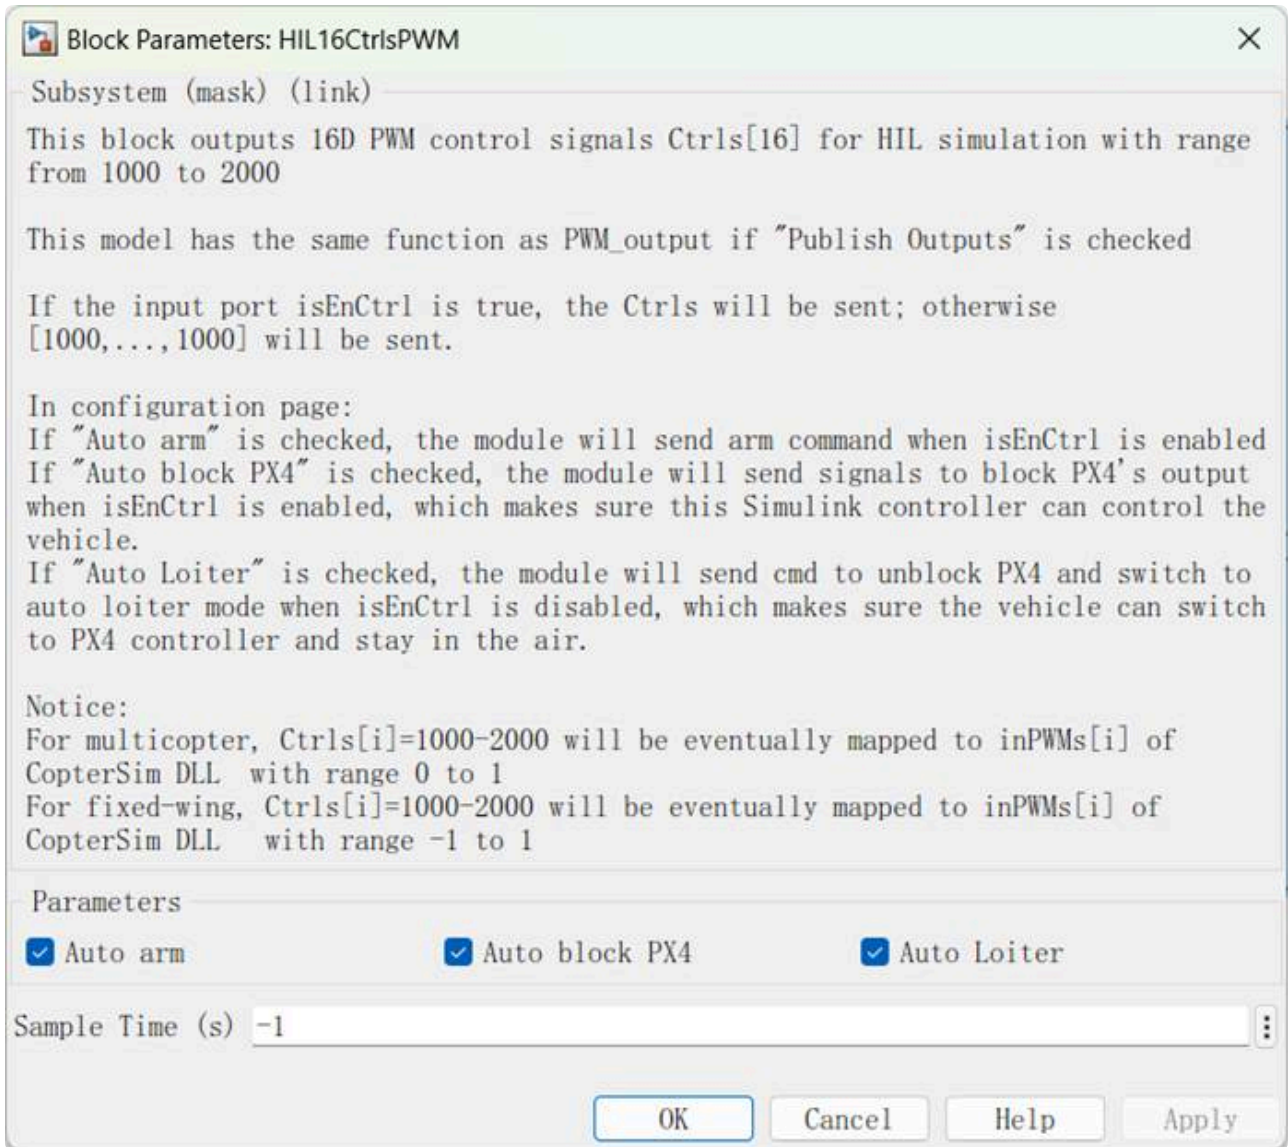 Block Parameters: HIL16CtrlsPWM
Subsystem (mask) (link)
This block outputs 16D PWM control signals Ctrls[16] for HIL simulation with range
from 1000 to 2000
This model has the same function as PWM_output if "Publish Outputs" is checked
If the input port isEnCtrl is true, the Ctrls will be sent; otherwise
[1000,...,1000] will be sent.
In configuration page:
If "Auto arm" is checked, the module will send arm command when isEnCtrl is enabled
If "Auto block PX4" is checked, the module will send signals to block PX4's output
when isEnCtrl is enabled, which makes sure this Simulink controller can control the
vehicle.
If "Auto Loiter" is checked, the module will send cmd to unblock PX4 and switch to
auto loiter mode when isEnCtrl is disabled, which makes sure the vehicle can switch
to PX4 controller and stay in the air.
Notice:
For multicopter, Ctrls[i]=1000-2000 will be eventually mapped to inPWMs[i] of
CopterSim DLL  with range 0 to 1
For fixed-wing, Ctrls[i]=1000-2000 will be eventually mapped to inPWMs[i] of
CopterSim DLL   with range -1 to 1
Parameters
Auto arm Auto block PX4 Auto Loiter
Sample Time (s) -1
OK Cancel Help Apply